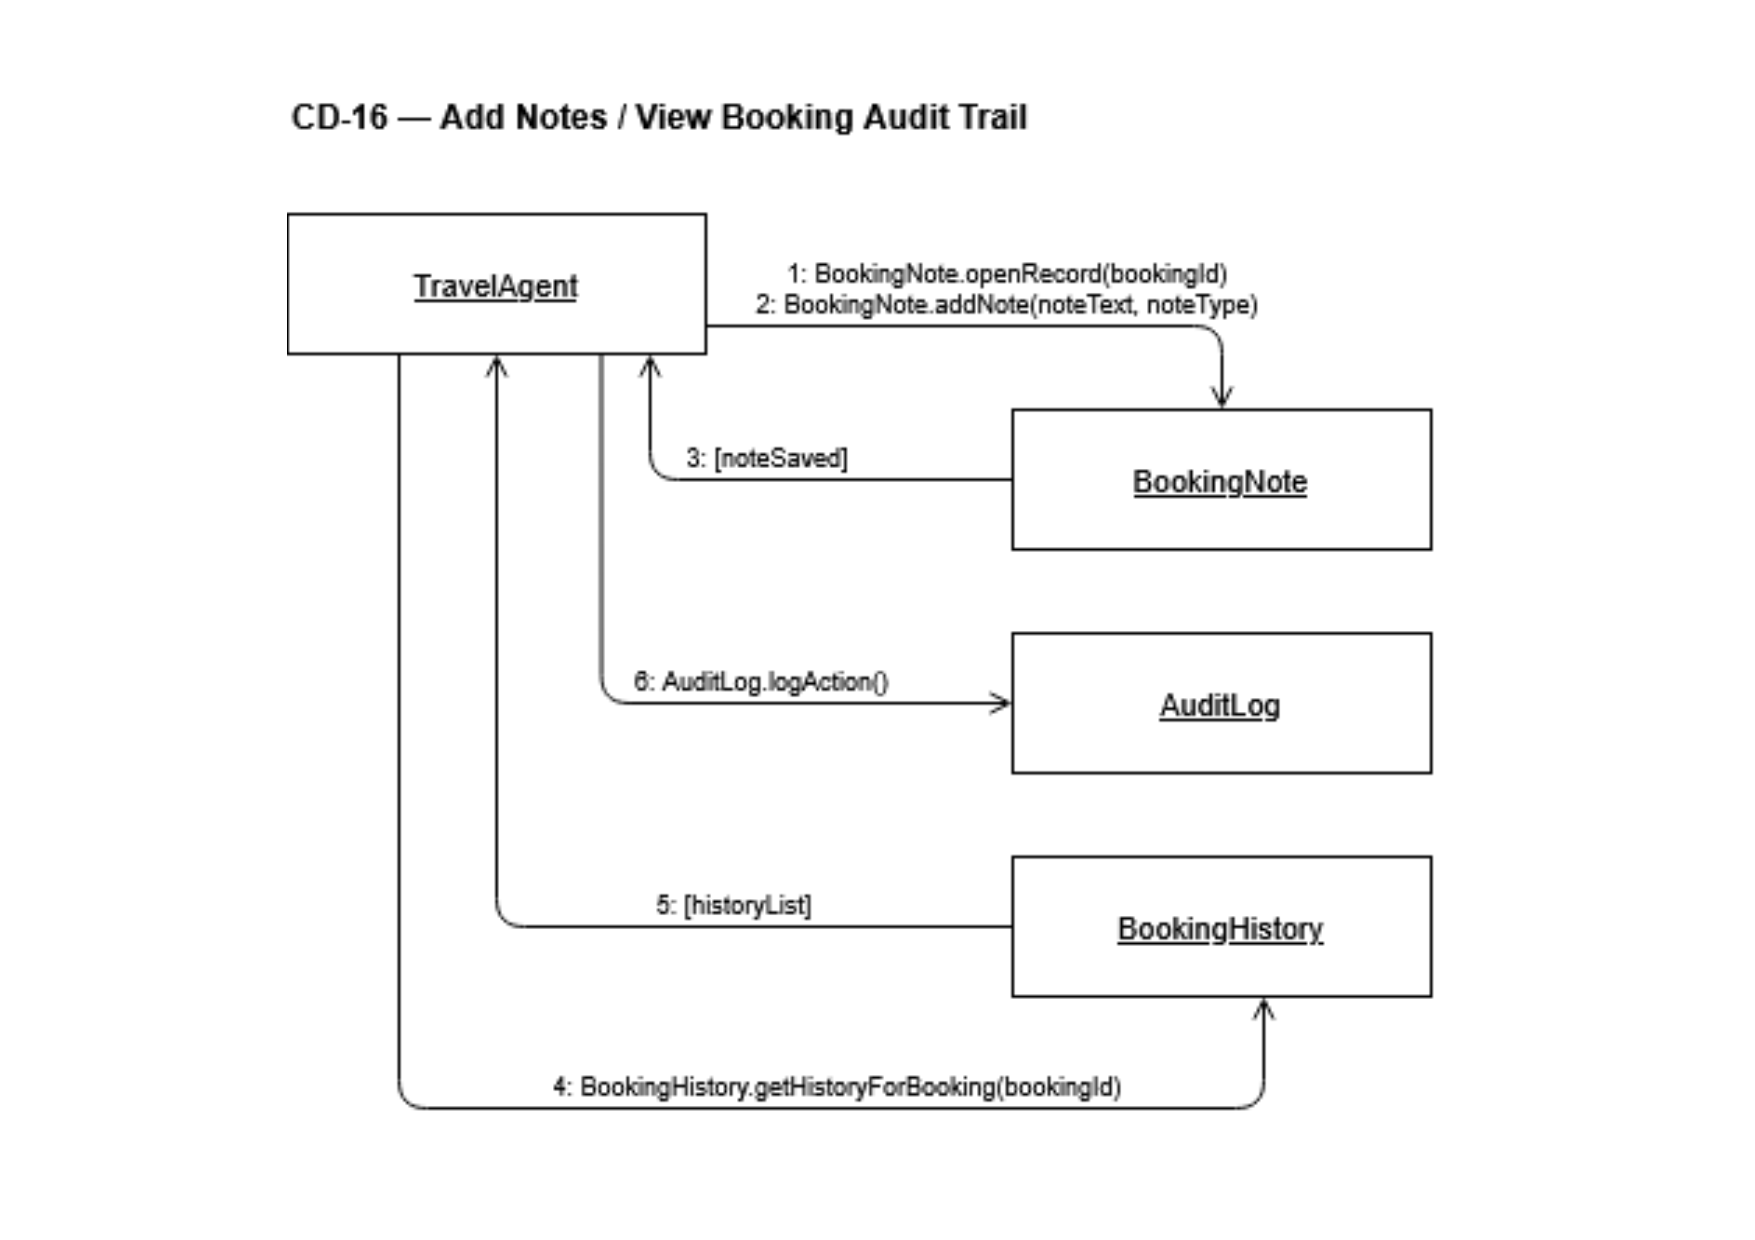 CD-16 — Add Notes / View Booking Audit Trail
TravelAgent
1: BookingNote.openRecord(bookingId)
2: BookingNote.addNote(noteText, noteType)
3: [noteSaved]
BookingNote
6: AuditLog.logAction()
AuditLog
5: [historyList]
BookingHistory
4: BookingHistory.getHistoryForBooking(bookingId)